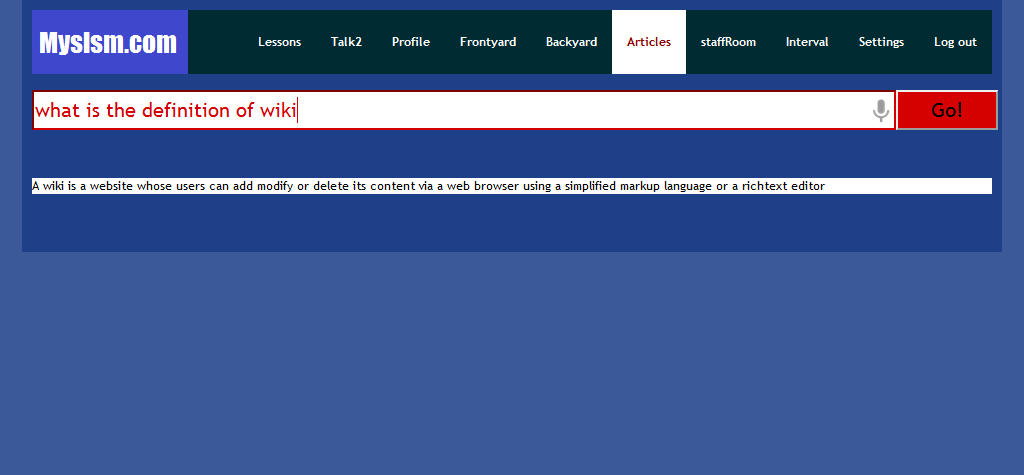 MysIsm.com
Lessons Talk2 Profile Frontyard Backyard Articles staffRoom Interval Settings Log out
what is the definition of wiki Go!
A wiki is a website whose users can add modify or delete its content via a web browser using a simplified markup language or a richtext editor